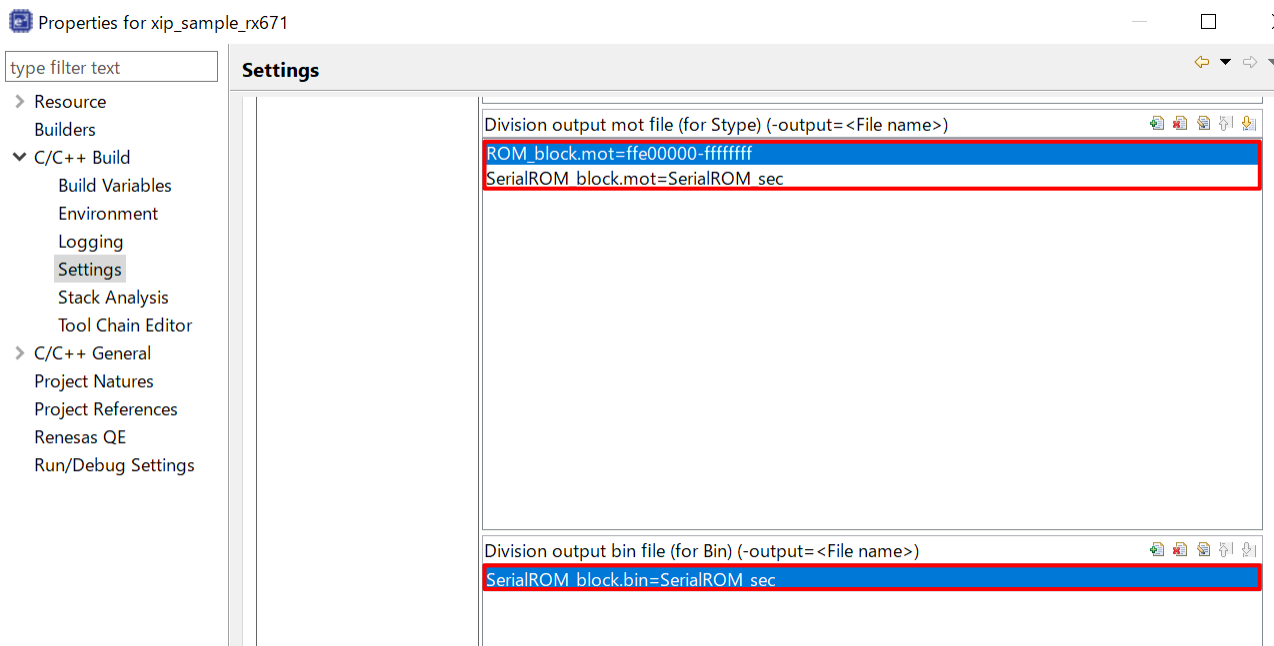 Properties for xip_sample_rx671
type filter text
Settings
Resource
Builders
C/C++ Build
Build Variables
Environment
Logging
Settings
Stack Analysis
Tool Chain Editor
C/C++ General
Project Natures
Project References
Renesas QE
Run/Debug Settings
Division output mot file (for Stype) (-output=<File name>)
ROM_block.mot=ffe00000-ffffffff
SerialROM_block.mot=SerialROM_sec
Division output bin file (for Bin) (-output=<File name>)
SerialROM_block.bin=SerialROM_sec